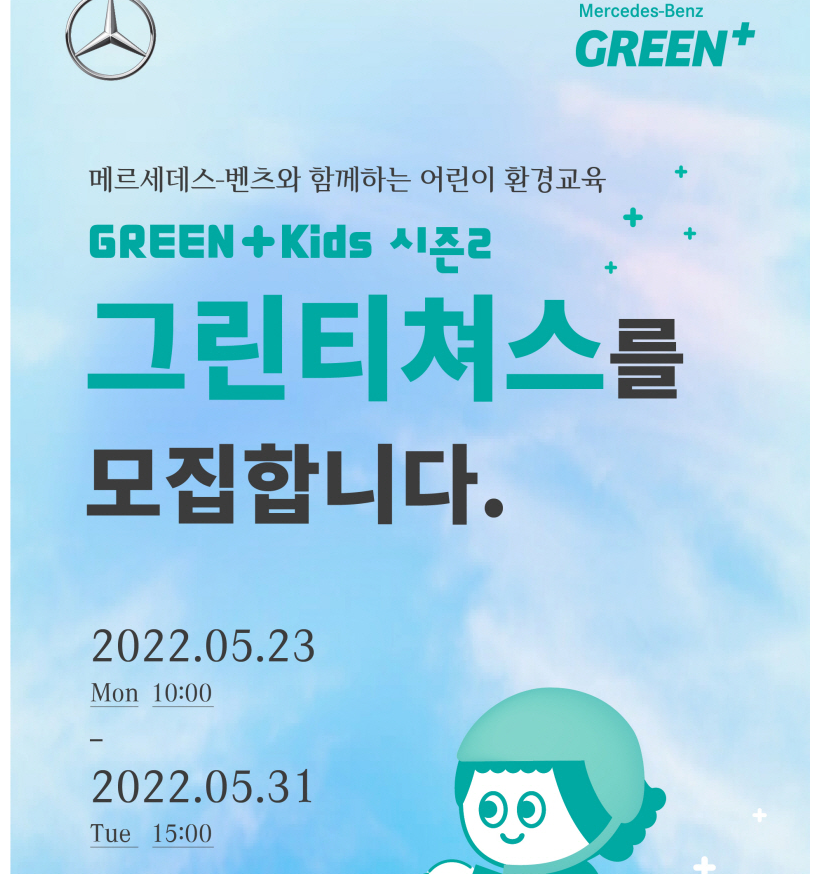 Mercedes-Benz
GREEN+
메르세데스-벤츠와 함께하는 어린이 환경교육
GREEN+Kids 시즌2
그린티쳐스를
모집합니다.
2022.05.23
Mon 10:00
–
2022.05.31
Tue 15:00